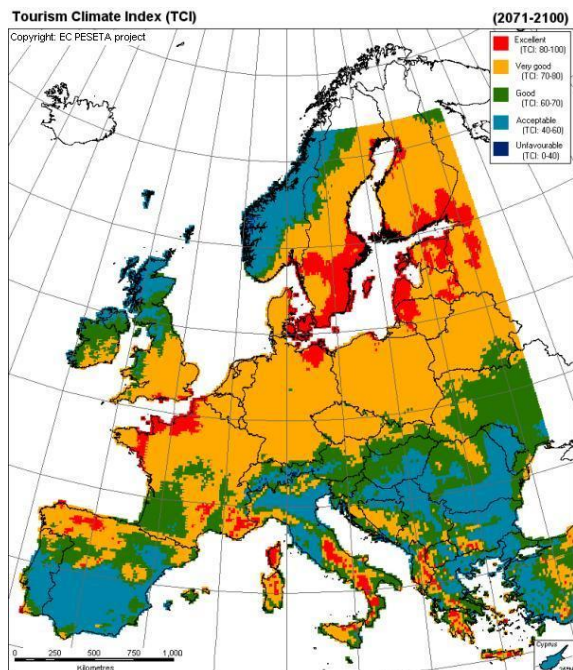 Tourism Climate Index (TCI)
(2071-2100)
Copyright: EC PESETA project
Excellent
(TCI: 80-100)
Very good
(TCI: 70-80)
Good
(TCI: 60-70)
Acceptable
(TCI: 40-60)
Unfavourable
(TCI: 0-40)
0 250 500 750 1,000
Kilometres
Cyprus